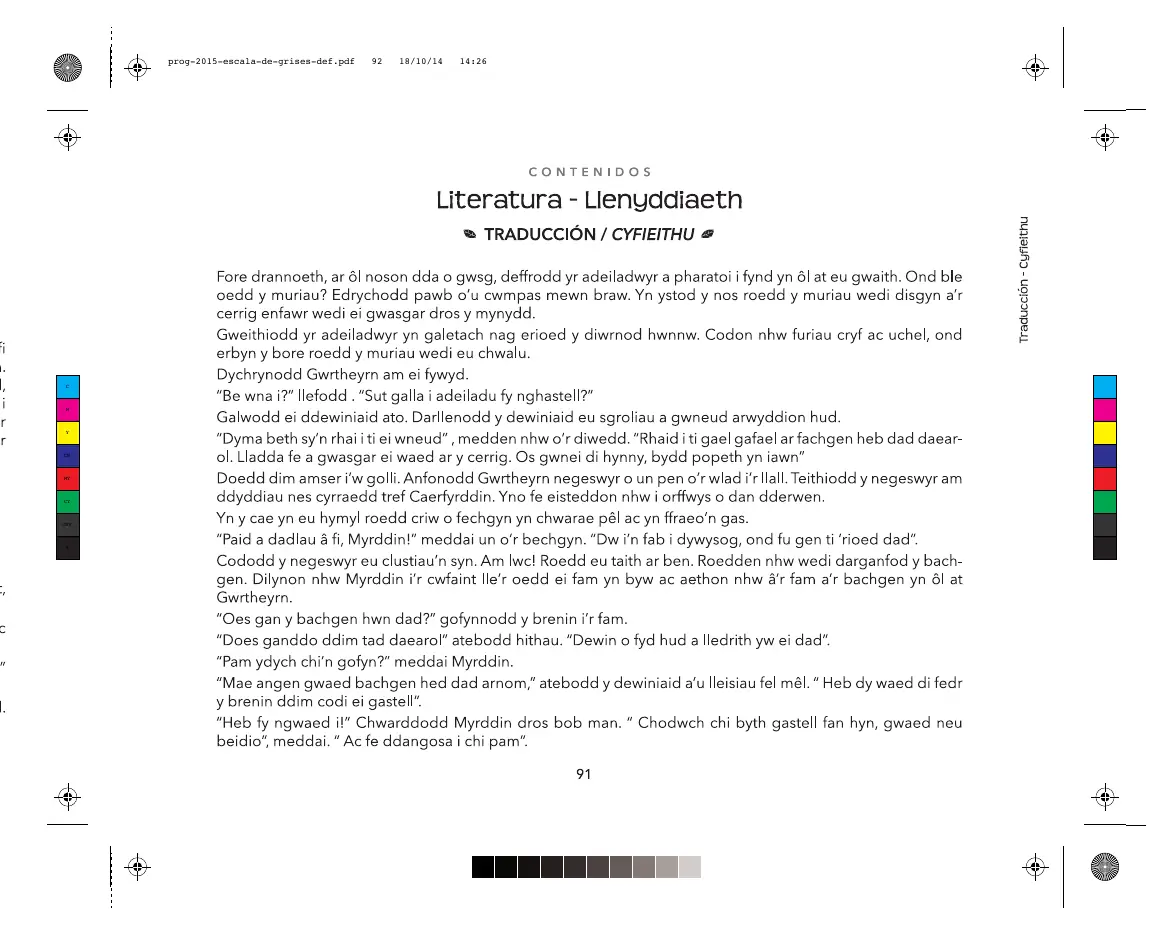 prog-2015-escala-de-grises-def.pdf 92 18/10/14 14:26
CONTENIDOS
Literatura - Llenyddiaeth
TRADUCCIÓN / CYFIEITHU
Fore drannoeth, ar ôl noson dda o gwsg, deffrodd yr adeiladwyr a pharatoi i fynd yn ôl at eu gwaith. Ond ble
oedd y muriau? Edrychodd pawb o’u cwmpas mewn braw. Yn ystod y nos roedd y muriau wedi disgyn a’r
cerrig enfawr wedi ei gwasgar dros y mynydd.
Gweithiodd yr adeiladwyr yn galetach nag erioed y diwrnod hwnnw. Codon nhw furiau cryf ac uchel, ond
erbyn y bore roedd y muriau wedi eu chwalu.
Dychrynodd Gwrtheyrn am ei fywyd.
“Be wna i?” llefodd . “Sut galla i adeiladu fy nghastell?”
Galwodd ei ddewiniaid ato. Darllenodd y dewiniaid eu sgroliau a gwneud arwyddion hud.
“Dyma beth sy’n rhai i ti ei wneud” , medden nhw o’r diwedd. “Rhaid i ti gael gafael ar fachgen heb dad daear-
ol. Lladda fe a gwasgar ei waed ar y cerrig. Os gwnei di hynny, bydd popeth yn iawn”
Doedd dim amser i’w golli. Anfonodd Gwrtheyrn negeswyr o un pen o’r wlad i’r llall. Teithiodd y negeswyr am
ddyddiau nes cyrraedd tref Caerfyrddin. Yno fe eisteddon nhw i orffwys o dan dderwen.
Yn y cae yn eu hymyl roedd criw o fechgyn yn chwarae pêl ac yn ffraeo’n gas.
“Paid a dadlau â fi, Myrddin!” meddai un o’r bechgyn. “Dw i’n fab i dywysog, ond fu gen ti ‘rioed dad”.
Cododd y negeswyr eu clustiau’n syn. Am lwc! Roedd eu taith ar ben. Roedden nhw wedi darganfod y bach-
gen. Dilynon nhw Myrddin i’r cwfaint lle’r oedd ei fam yn byw ac aethon nhw â’r fam a’r bachgen yn ôl at
Gwrtheyrn.
“Oes gan y bachgen hwn dad?” gofynnodd y brenin i’r fam.
“Does ganddo ddim tad daearol” atebodd hithau. “Dewin o fyd hud a lledrith yw ei dad”.
“Pam ydych chi’n gofyn?” meddai Myrddin.
“Mae angen gwaed bachgen hed dad arnom,” atebodd y dewiniaid a’u lleisiau fel mêl. “ Heb dy waed di fedr
y brenin ddim codi ei gastell”.
“Heb fy ngwaed i!” Chwarddodd Myrddin dros bob man. “ Chodwch chi byth gastell fan hyn, gwaed neu
beidio”, meddai. “ Ac fe ddangosa i chi pam”.
91
Traducción - Cyfieithu